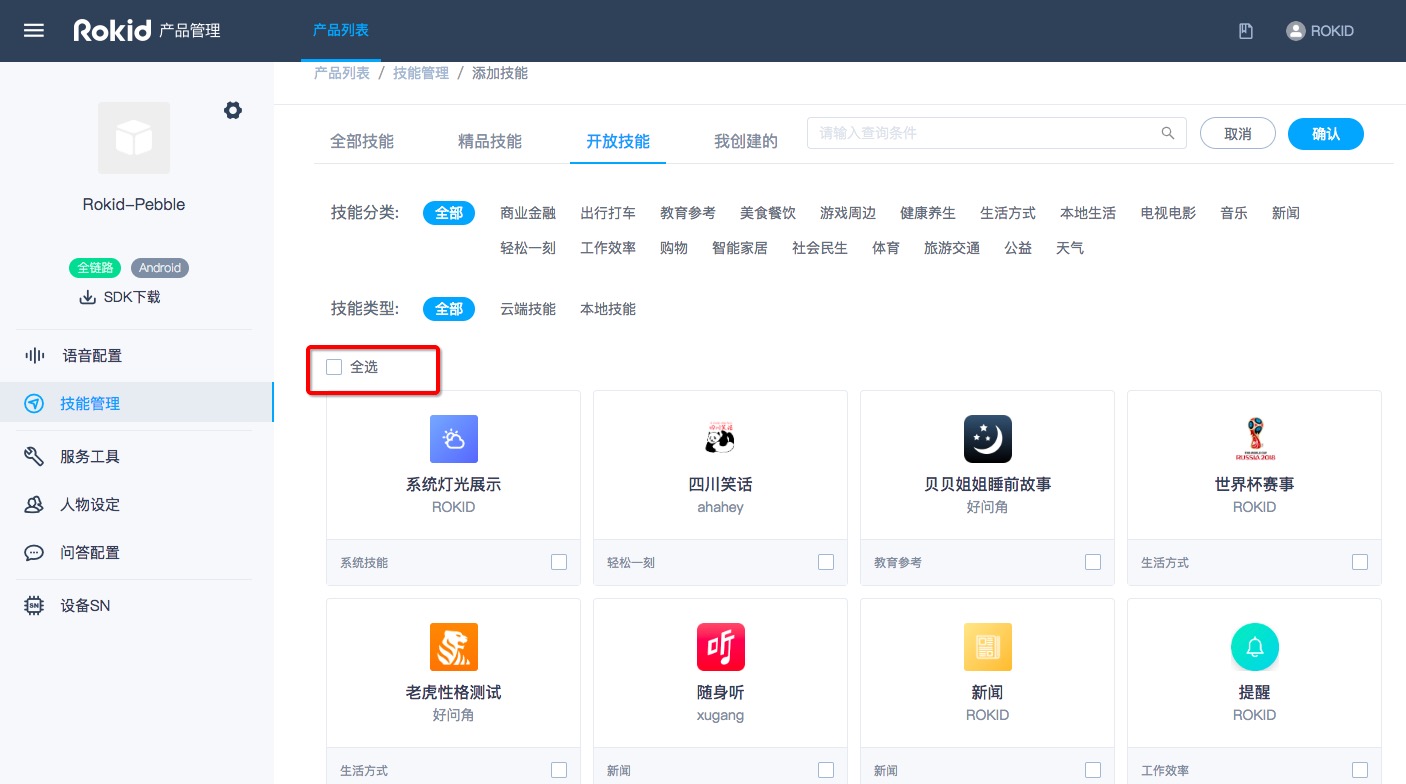 Rokid 产品管理
产品列表
ROKID
产品列表 / 技能管理 / 添加技能
Rokid-Pebble
全链路 Android
SDK下载
语音配置
技能管理
服务工具
人物设定
问答配置
SN 设备SN
全部技能 精品技能 开放技能 我创建的 请输入查询条件 取消 确认
技能分类: 全部 商业金融 出行打车 教育参考 美食餐饮 游戏周边 健康养生 生活方式 本地生活 电视电影 音乐 新闻
轻松一刻 工作效率 购物 智能家居 社会民生 体育 旅游交通 公益 天气
技能类型: 全部 云端技能 本地技能
全选
系统灯光展示
ROKID
系统技能
四川笑话
四川笑话
ahahey
轻松一刻
贝贝姐姐睡前故事
好问角
教育参考
RUSSIA 2018
世界杯赛事
ROKID
生活方式
老虎性格测试
好问角
生活方式
听
随身听
xugang
新闻
新闻
ROKID
新闻
提醒
ROKID
工作效率